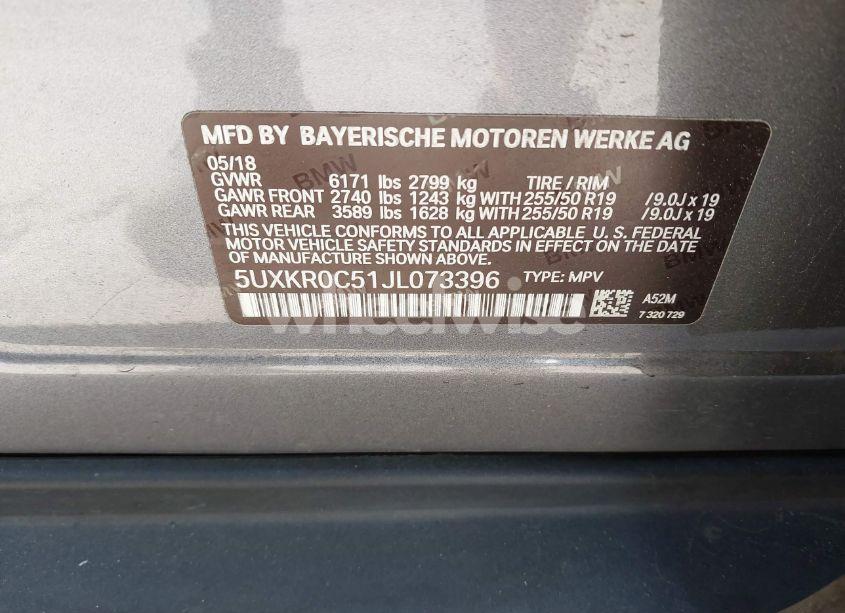 MFD BY BAYERISCHE MOTOREN WERKE AG
05/18
GVWR 6171 lbs 2799 kg TIRE / RIM
GAWR FRONT 2740 lbs 1243 kg WITH 255/50 R19 /9.0J x 19
GAWR REAR 3589 lbs 1628 kg WITH 255/50 R19 /9.0J x 19
THIS VEHICLE CONFORMS TO ALL APPLICABLE U. S. FEDERAL
MOTOR VEHICLE SAFETY STANDARDS IN EFFECT ON THE DATE
OF MANUFACTURE SHOWN ABOVE.
5UXKR0C51JL073396 TYPE: MPV
A52M
7 320 729
wheelwise